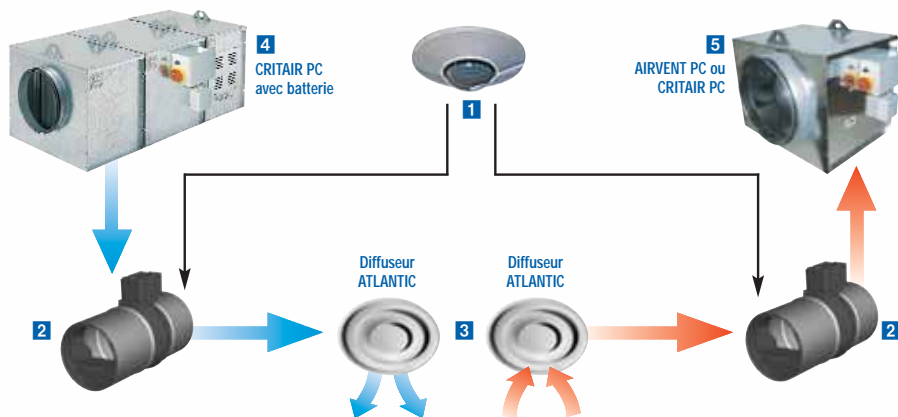 4
CRITAIR PC
avec batterie
1
5
AIRVENT PC ou
CRITAIR PC
2
Diffuseur
ATLANTIC
3
Diffuseur
ATLANTIC
2